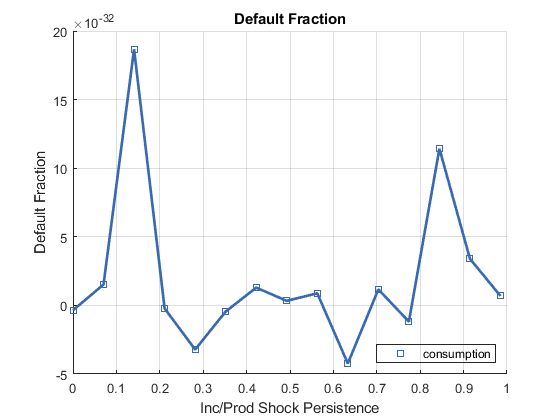 Default Fraction
×10-32
20
15
10
5
0
-5
Default Fraction
0 0.1 0.2 0.3 0.4 0.5 0.6 0.7 0.8 0.9 1
Inc/Prod Shock Persistence
consumption